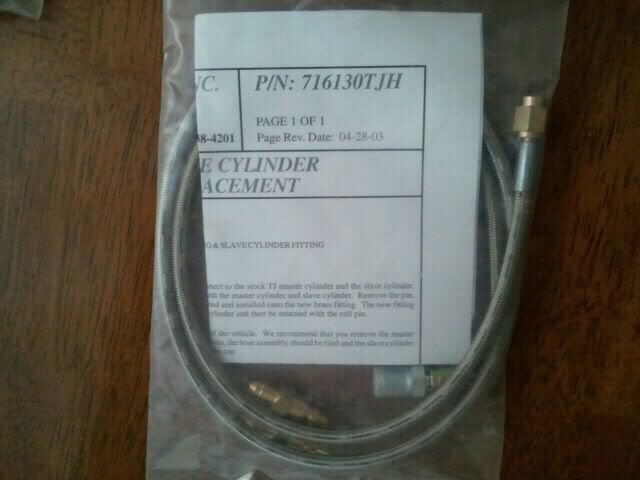 NC.
P/N: 716130TJH
PAGE 1 OF 1
8-4201
Page Rev. Date: 04-28-03
E CYLINDER
ACEMENT
NG & SLAVE CYLINDER FITTING
nnect to the stock TJ master cylinder and the slave cylinder.
th the master cylinder and slave cylinder. Remove the pin,
and installed onto the new brass fitting. The new fitting
ylinder and then be retained with the roll pin.
of the vehicle. We recommend that you remove the master
the hose assembly should be bled and the slave cylinder
cap.